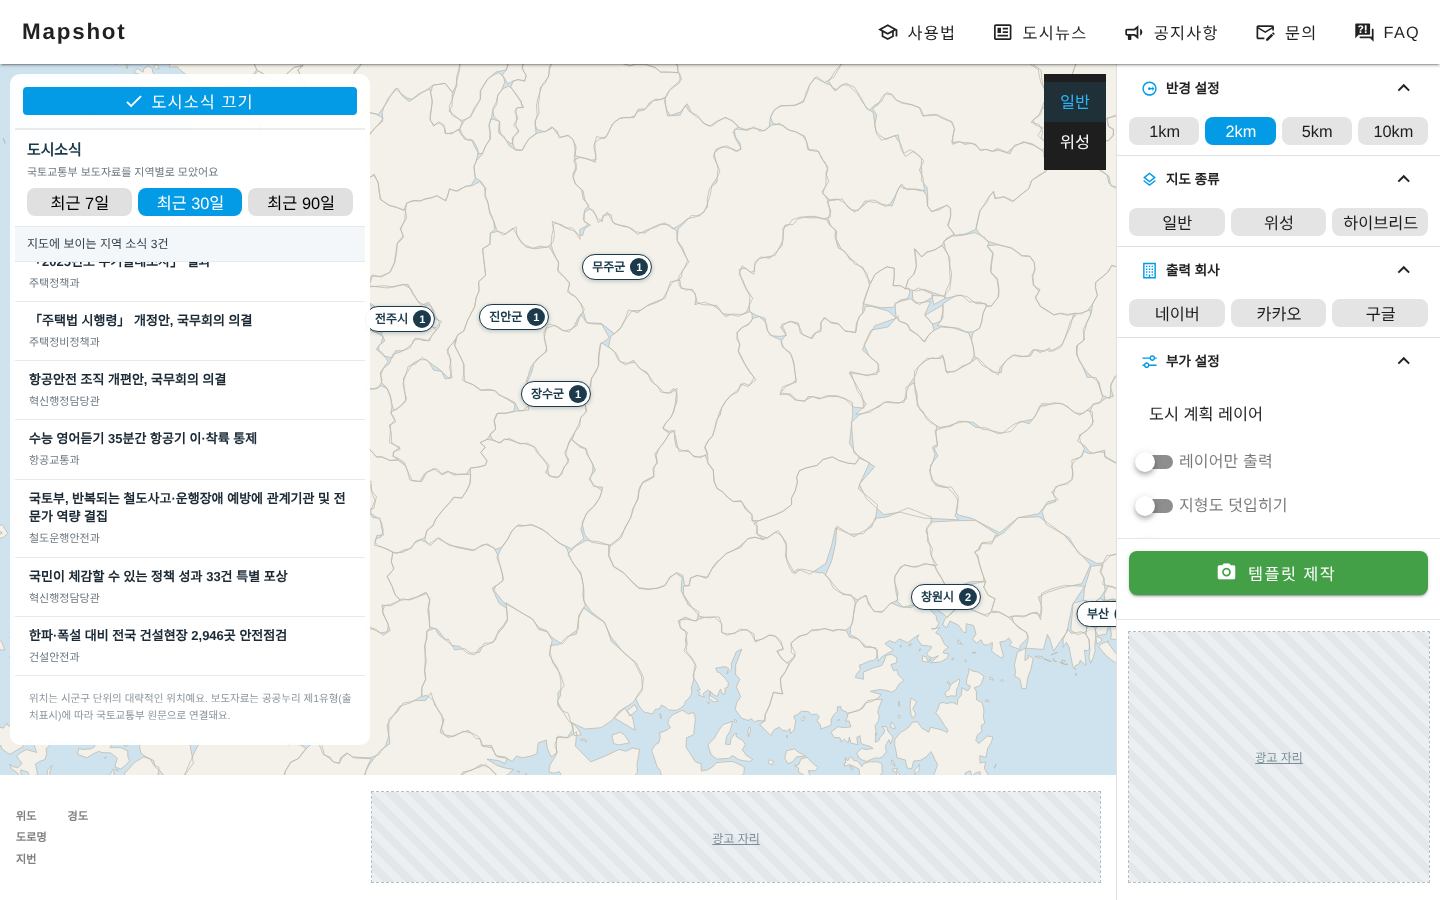 Mapshot
사용법
도시뉴스
공지사항
문의
FAQ
도시소식 끄기
도시소식
국토교통부 보도자료를 지역별로 모았어요
최근 7일
최근 30일
최근 90일
지도에 보이는 지역 소식 3건
주택정책과
「주택법 시행령」 개정안, 국무회의 의결
주택정비정책과
항공안전 조직 개편안, 국무회의 의결
혁신행정담당관
수능 영어듣기 35분간 항공기 이·착륙 통제
항공교통과
국토부, 반복되는 철도사고·운행장애 예방에 관계기관 및 전
문가 역량 결집
철도운행안전과
국민이 체감할 수 있는 정책 성과 33건 특별 포상
혁신행정담당관
한파·폭설 대비 전국 건설현장 2,946곳 안전점검
건설안전과
위치는 시군구 단위의 대략적인 위치예요. 보도자료는 공공누리 제1유형(출
처표시)에 따라 국토교통부 원문으로 연결돼요.
무주군 1
전주시 1
진안군 1
장수군 1
창원시 2
부산
일반
위성
반경 설정
1km
2km
5km
10km
지도 종류
일반
위성
하이브리드
출력 회사
네이버
카카오
구글
부가 설정
도시 계획 레이어
레이어만 출력
지형도 덧입히기
템플릿 제작
광고 자리
위도
경도
도로명
지번
광고 자리